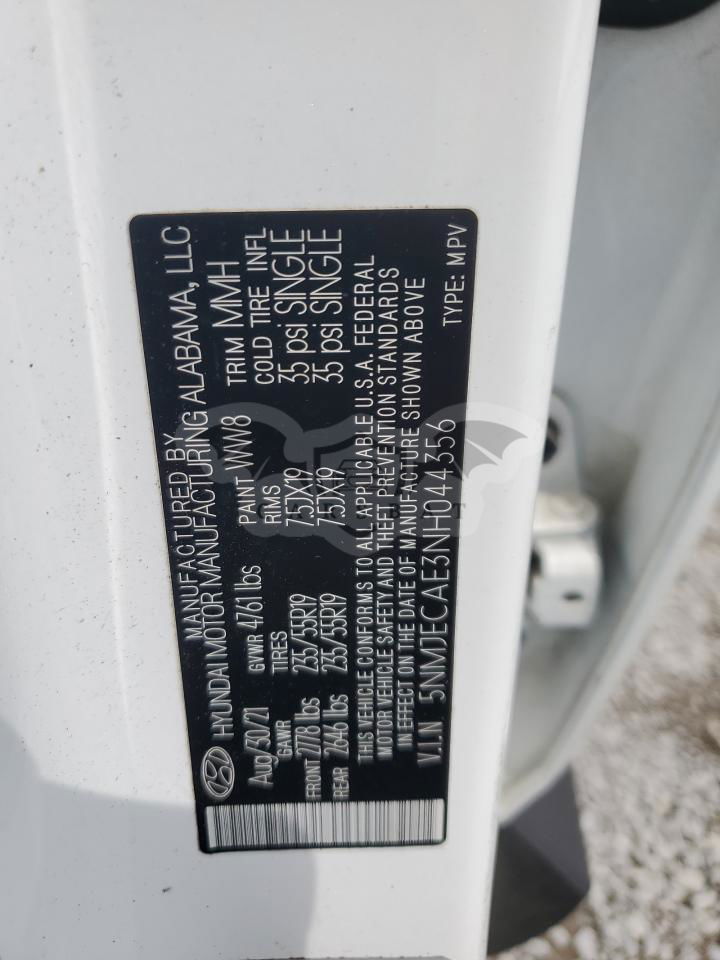 MANUFACTURED BY
HYUNDAI MOTOR MANUFACTURING ALABAMA, LLC
Aug/30/21 GVWR 4761 lbs PAINT WW8 TRIM MMH
GAWR TIRES RIMS COLD TIRE INFL
FRONT 2778 lbs 235/55R19 7.5JX19 35 psi SINGLE
REAR 2646 lbs 235/55R19 7.5JX19 35 psi SINGLE
THIS VEHICLE CONFORMS TO ALL APPLICABLE U.S.A. FEDERAL
MOTOR VEHICLE SAFETY AND THEFT PREVENTION STANDARDS
IN EFFECT ON THE DATE OF MANUFACTURE SHOWN ABOVE
V.I.N 5NMJECAE3NH044356 TYPE: MPV